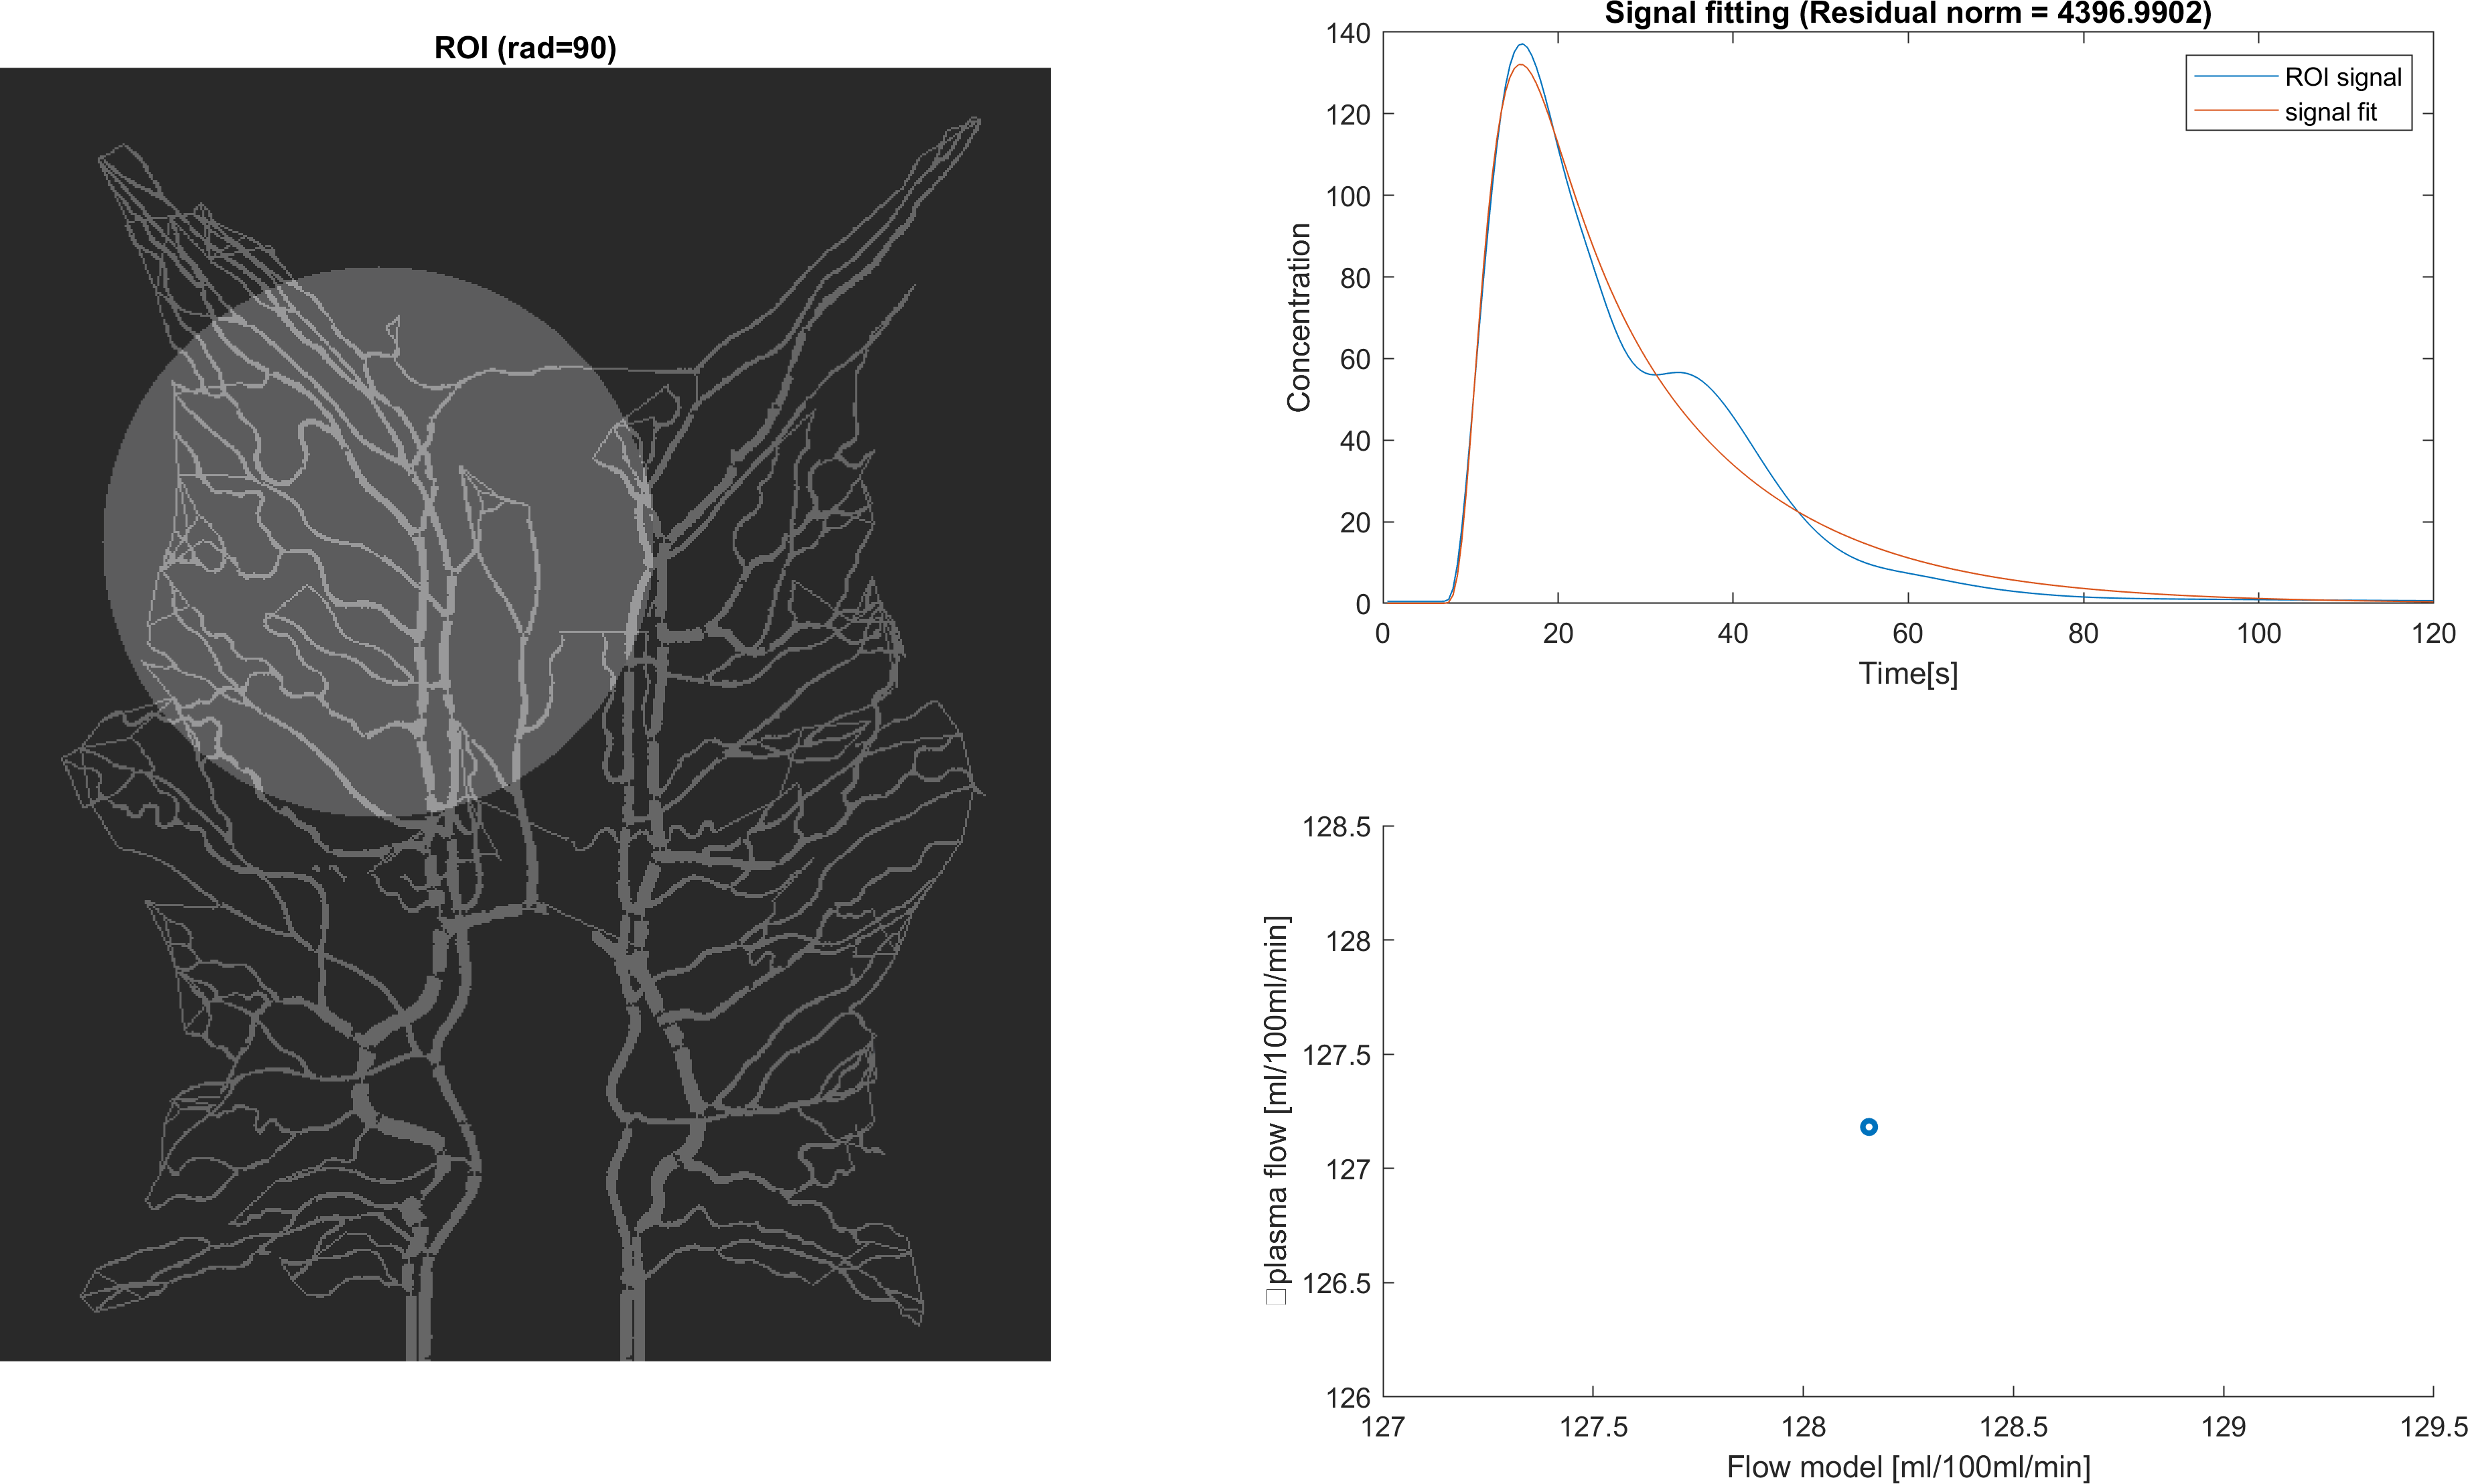 ROI (rad=90)
Signal fitting (Residual norm = 4396.9902)
140
120
100
80
60
40
20
0
Concentration
0 20 40 60 80 100 120
Time[s]
ROI signal
signal fit
128.5
128
127.5
127
126.5
126
□plasma flow [ml/100ml/min]
127 127.5 128 128.5 129 129.5
Flow model [ml/100ml/min]